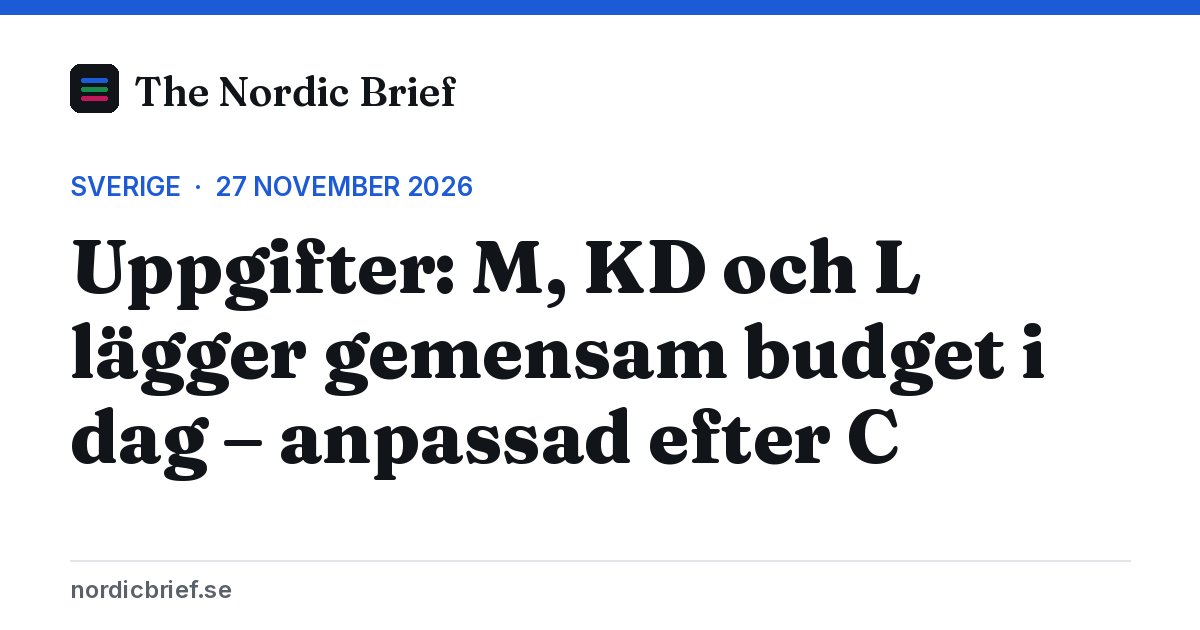 The Nordic Brief
SVERIGE · 27 NOVEMBER 2026
Uppgifter: M, KD och L
lägger gemensam budget i
dag – anpassad efter C
nordicbrief.se